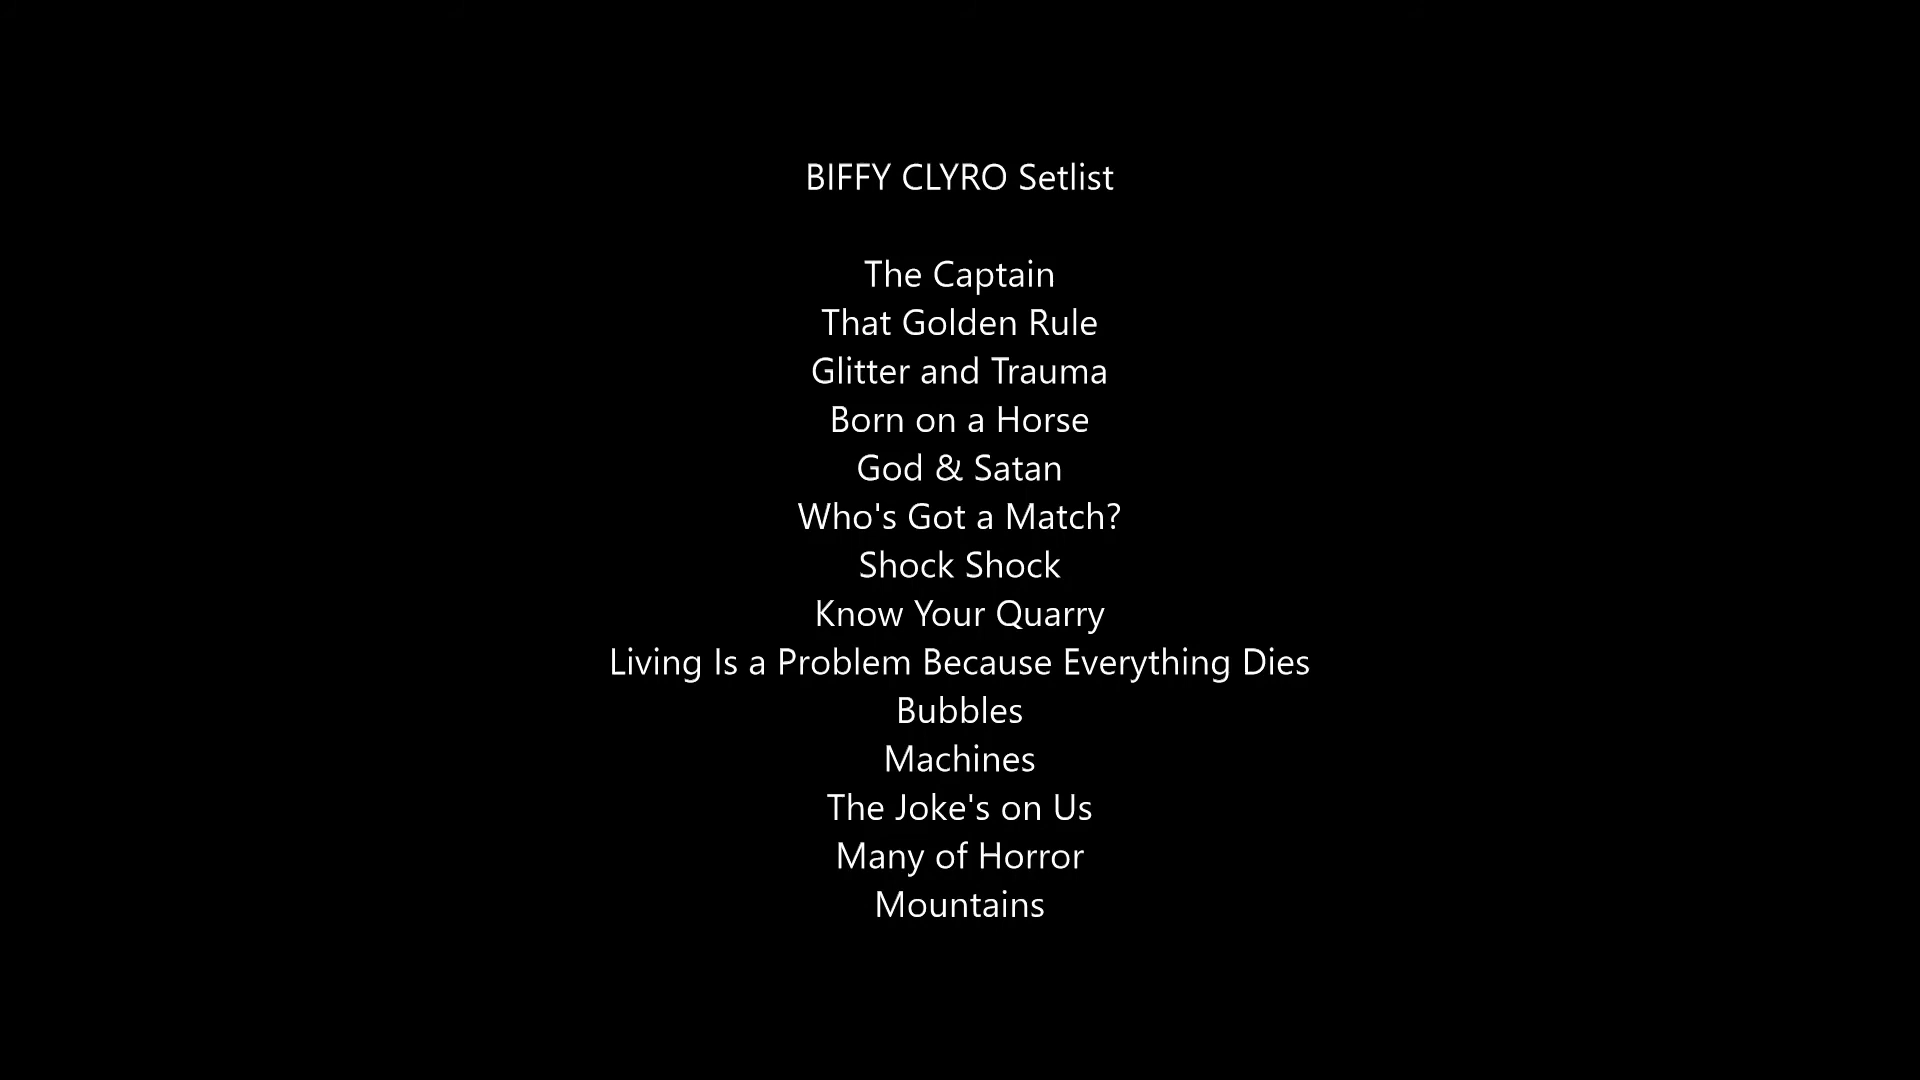 BIFFY CLYRO Setlist
The Captain
That Golden Rule
Glitter and Trauma
Born on a Horse
God & Satan
Who's Got a Match?
Shock Shock
Know Your Quarry
Living Is a Problem Because Everything Dies
Bubbles
Machines
The Joke's on Us
Many of Horror
Mountains